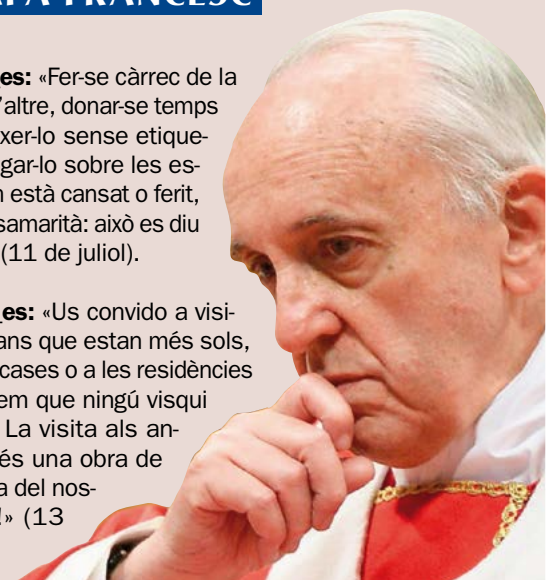 FRANCESC
es: «Fer-se càrrec de la
l'altre, donar-se temps
xer-lo sense etique-
gar-lo sobre les es-
n està cansat o ferit,
samarità: això es diu
(11 de juliol).
es: «Us convido a visi-
ans que estan més sols,
cases o a les residències
em que ningú visqui
La visita als an-
és una obra de
a del nos-
!» (13